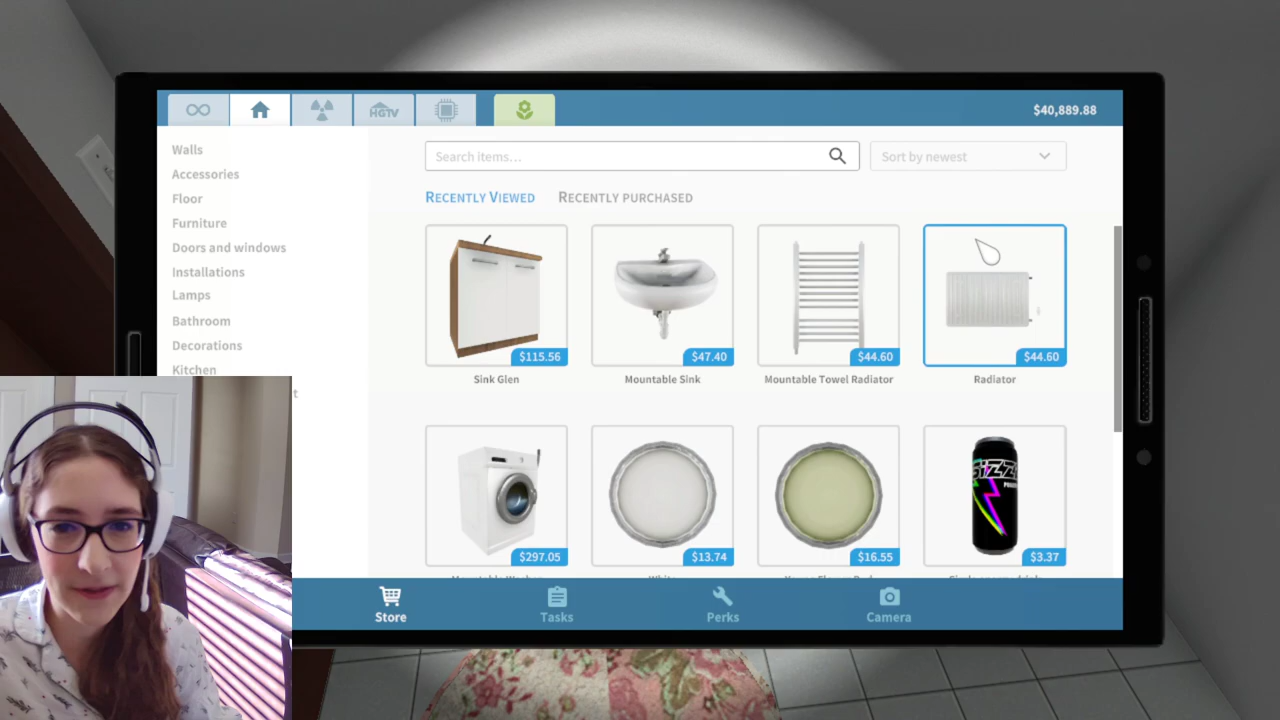 HGTV
$40,889.88
Walls
Accessories
Floor
Furniture
Doors and windows
Installations
Lamps
Bathroom
Decorations
Kitchen
Search items...
Sort by newest
RECENTLY VIEWED
RECENTLY PURCHASED
$115.56
Sink Glen
$47.40
Mountable Sink
$44.60
Mountable Towel Radiator
$44.60
Radiator
$297.05
$13.74
$16.55
$3.37
Store
Tasks
Perks
Camera